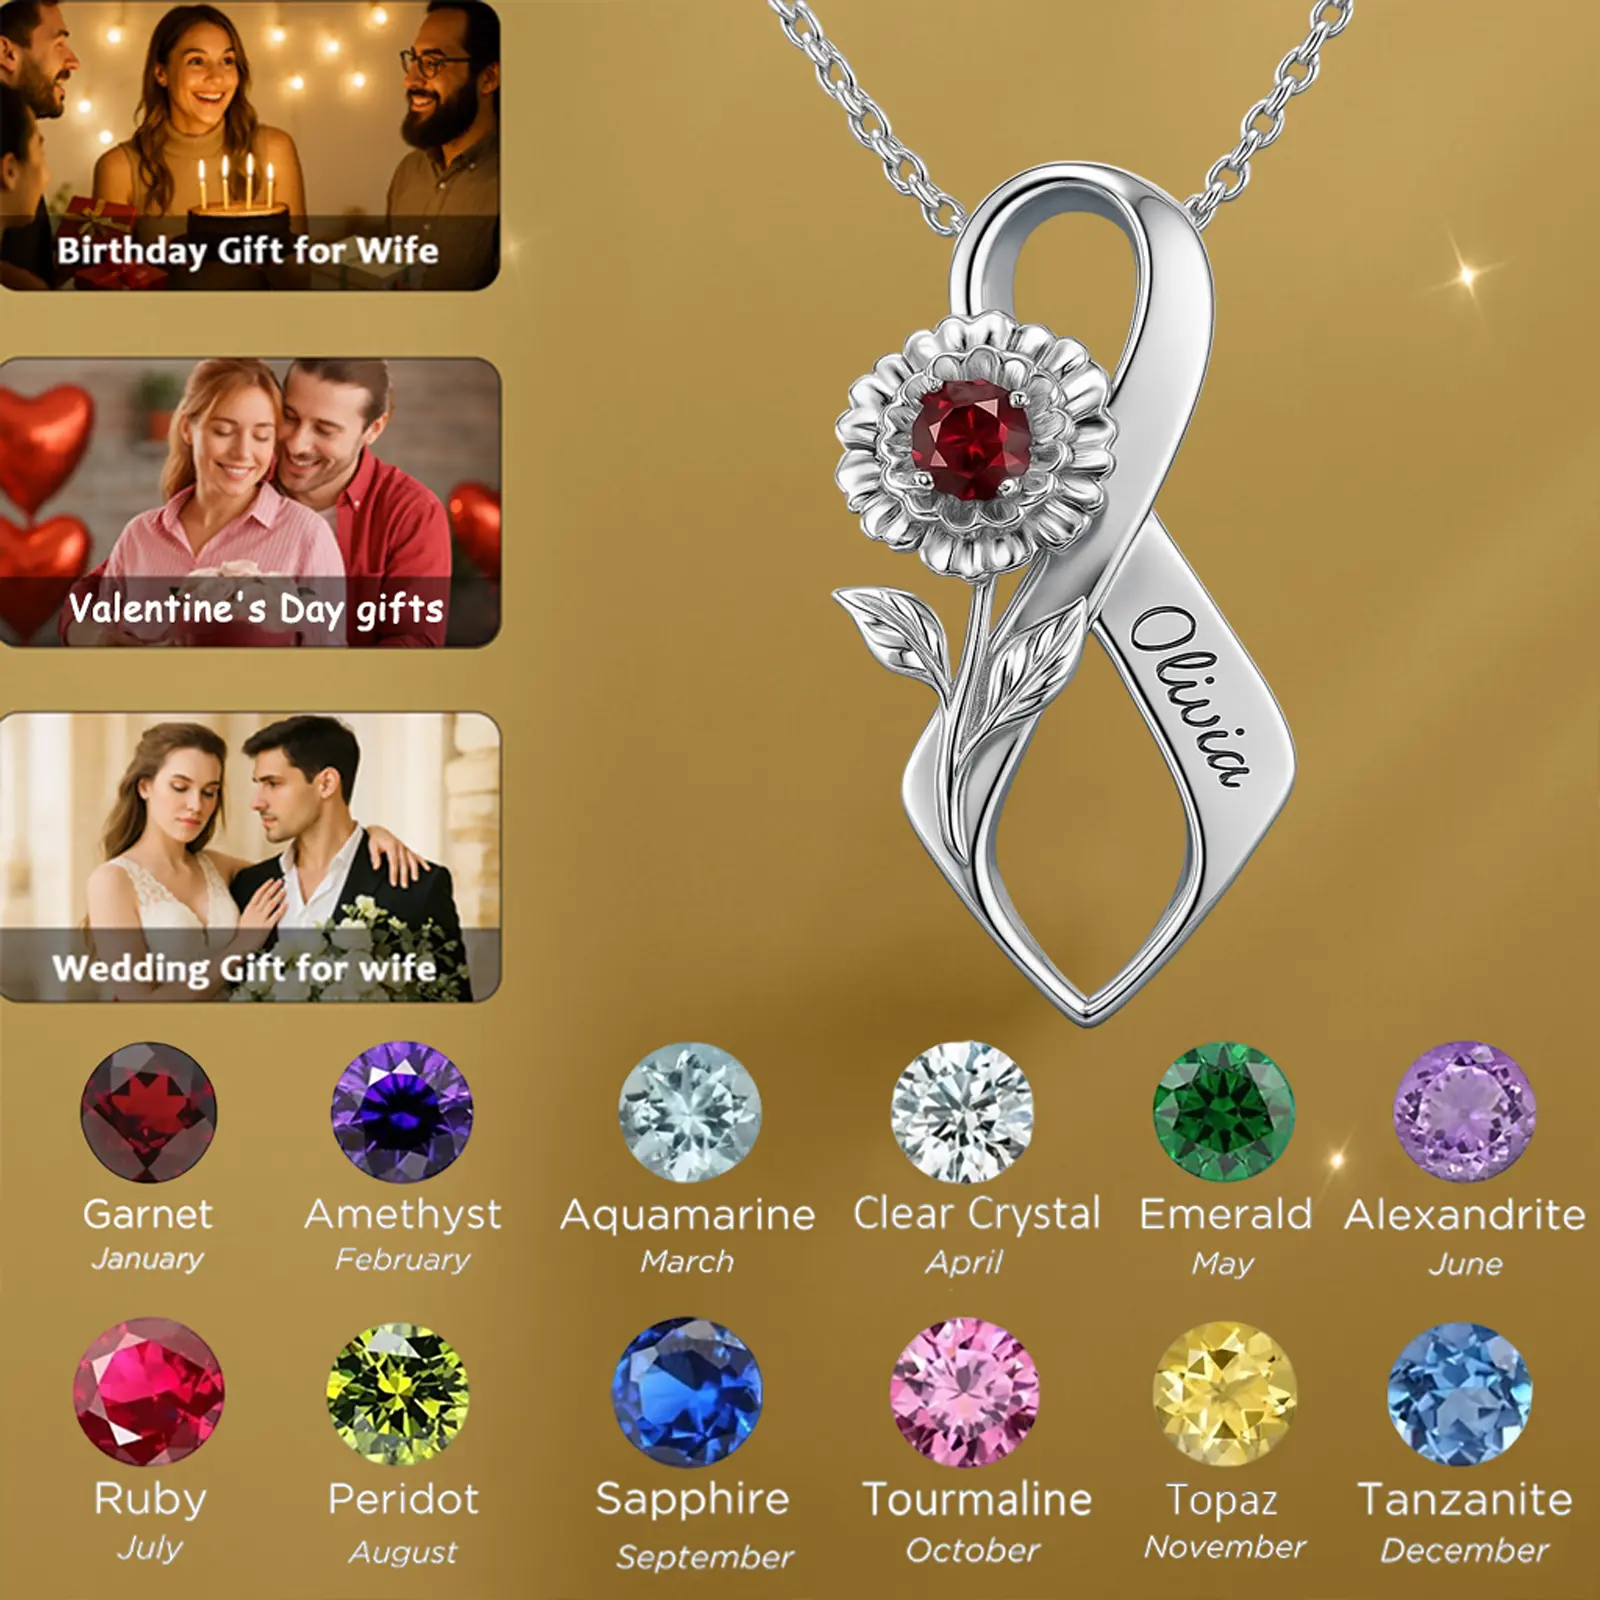 Birthday Gift for Wife
Valentine's Day gifts
Wedding Gift for wife
Olivia
Garnet
January
Amethyst
February
Aquamarine
March
Clear Crystal
April
Emerald
May
Alexandrite
June
Ruby
July
Peridot
August
Sapphire
September
Tourmaline
October
Topaz
November
Tanzanite
December